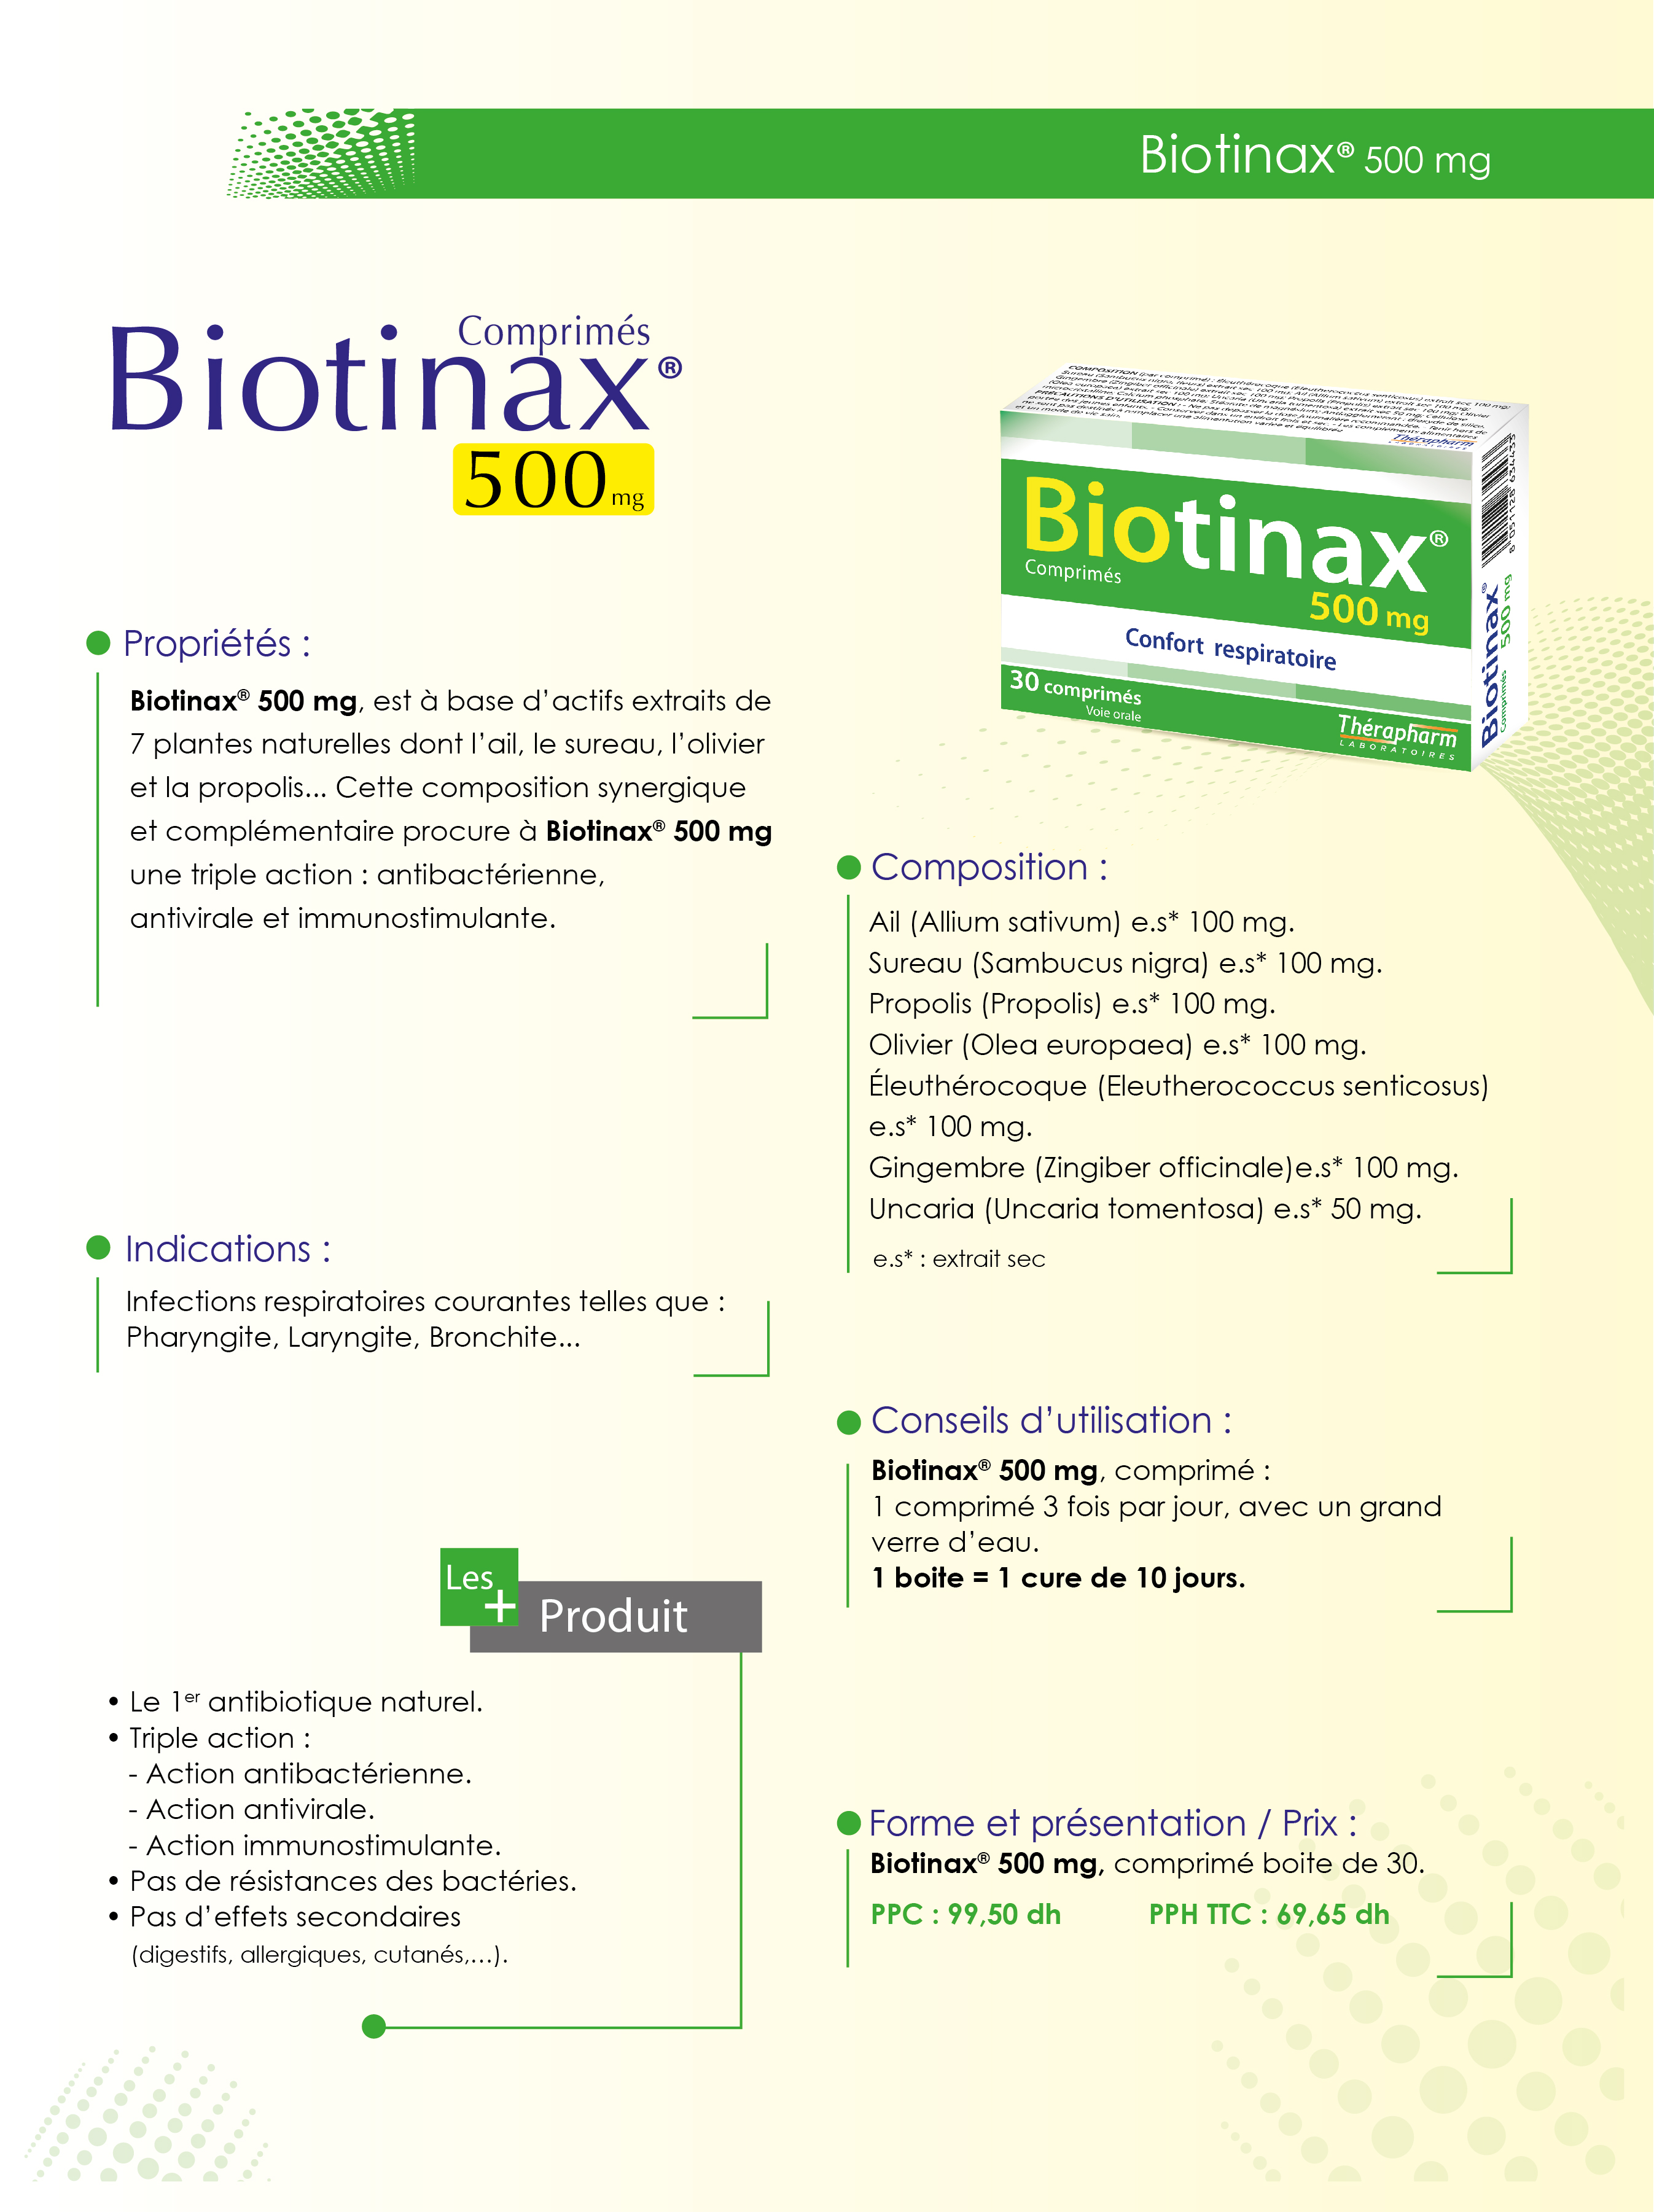 Biotinax® 500 mg
Comprimés
Biotinax®
500 mg
Propriétés :
Biotinax® 500 mg, est à base d’actifs extraits de
7 plantes naturelles dont l’ail, le sureau, l’olivier
et la propolis... Cette composition synergique
et complémentaire procure à Biotinax® 500 mg
une triple action : antibactérienne,
antivirale et immunostimulante.
Indications :
Infections respiratoires courantes telles que :
Pharyngite, Laryngite, Bronchite...
Les +
Produit
• Le 1er antibiotique naturel.
• Triple action :
- Action antibactérienne.
- Action antivirale.
- Action immunostimulante.
• Pas de résistances des bactéries.
• Pas d’effets secondaires
(digestifs, allergiques, cutanés,...).
Biotinax®
Comprimés
500 mg
Confort respiratoire
30 comprimés
Voie orale
Thérapharm
LABORATOIRES
Biotinax®
Comprimés 500 mg
Thérapharm
Composition :
Ail (Allium sativum) e.s* 100 mg.
Sureau (Sambucus nigra) e.s* 100 mg.
Propolis (Propolis) e.s* 100 mg.
Olivier (Olea europaea) e.s* 100 mg.
Éleuthérocoque (Eleutherococcus senticosus)
e.s* 100 mg.
Gingembre (Zingiber officinale)e.s* 100 mg.
Uncaria (Uncaria tomentosa) e.s* 50 mg.
e.s* : extrait sec
Conseils d’utilisation :
Biotinax® 500 mg, comprimé :
1 comprimé 3 fois par jour, avec un grand
verre d’eau.
1 boite = 1 cure de 10 jours.
Forme et présentation / Prix :
Biotinax® 500 mg, comprimé boite de 30.
PPC : 99,50 dh PPH TTC : 69,65 dh